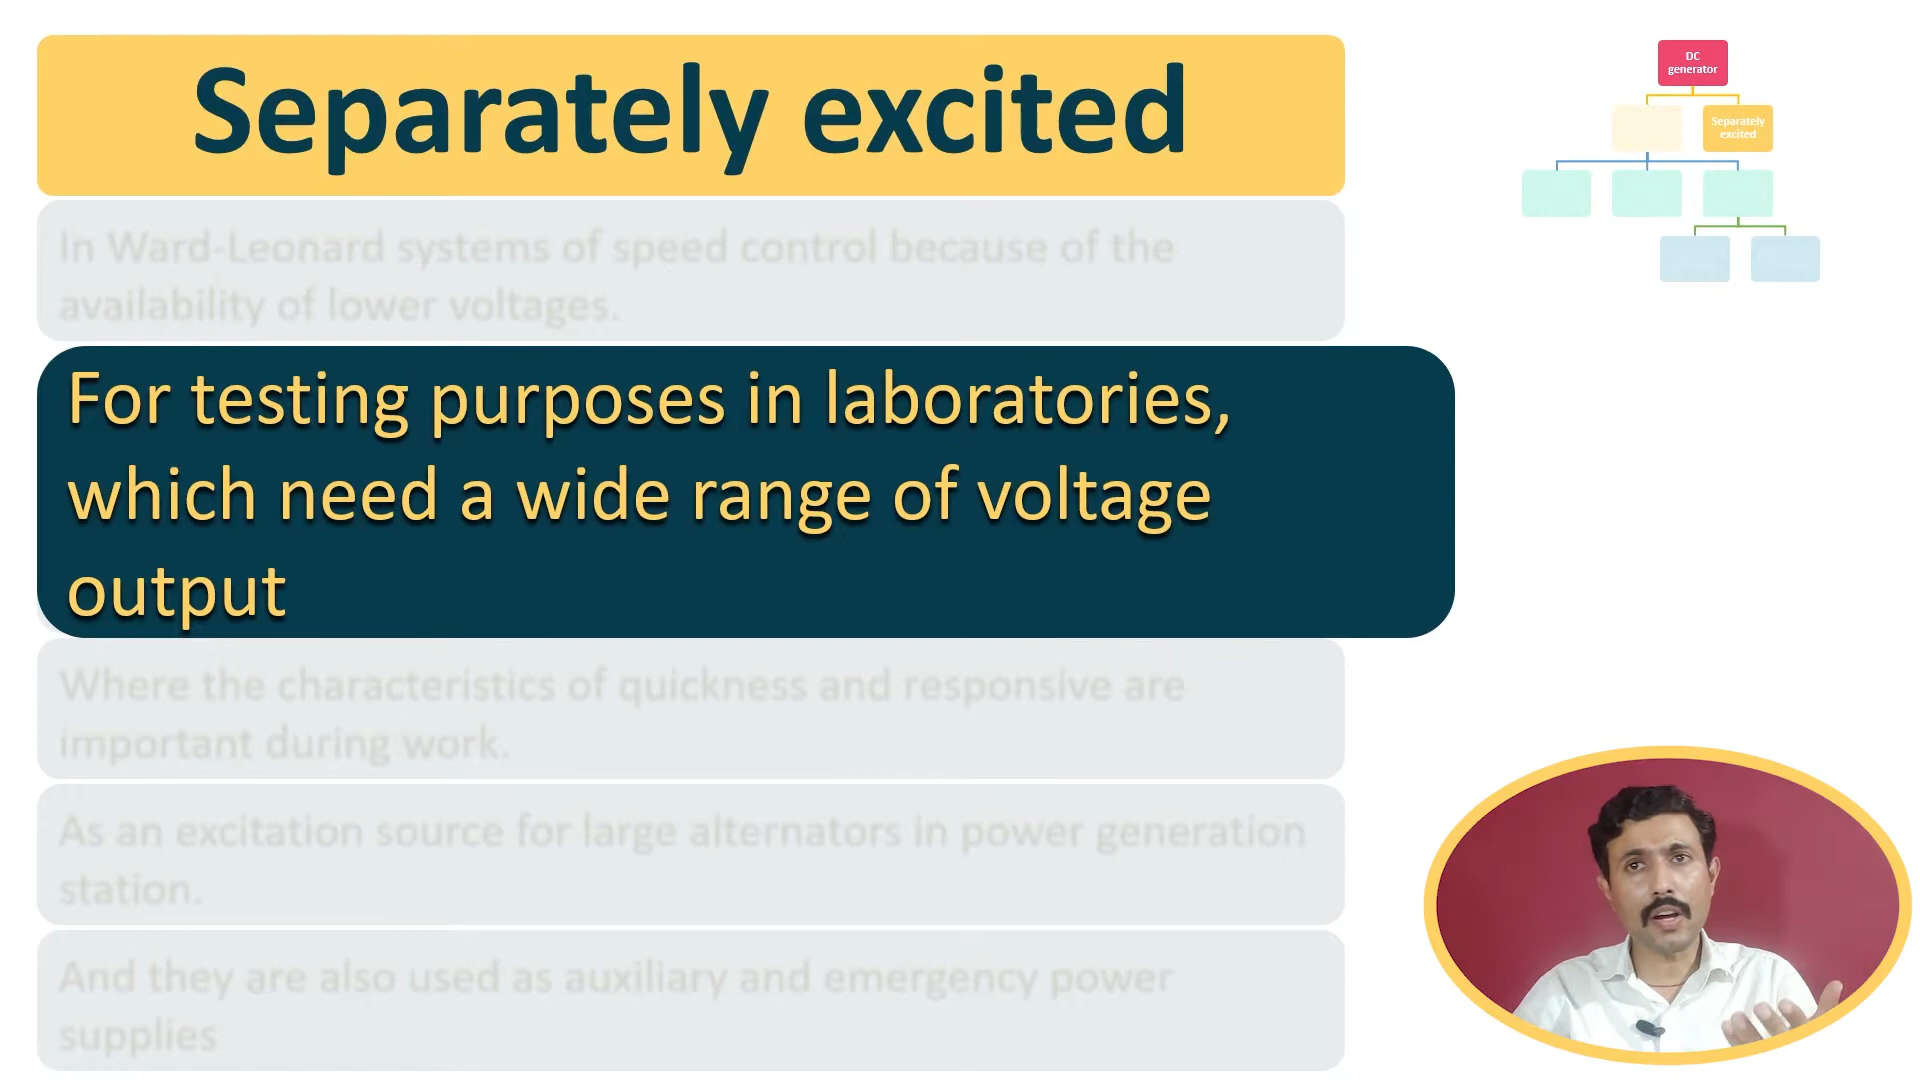 Separately excited
In Ward-Leonard systems of speed control because of the
availability of lower voltages.
For testing purposes in laboratories,
which need a wide range of voltage
output
Where the characteristics of quickness and responsive are
important during work.
As an excitation source for large alternators in power generation
station.
And they are also used as auxiliary and emergency power
supplies
DC
generator
Separately
excited